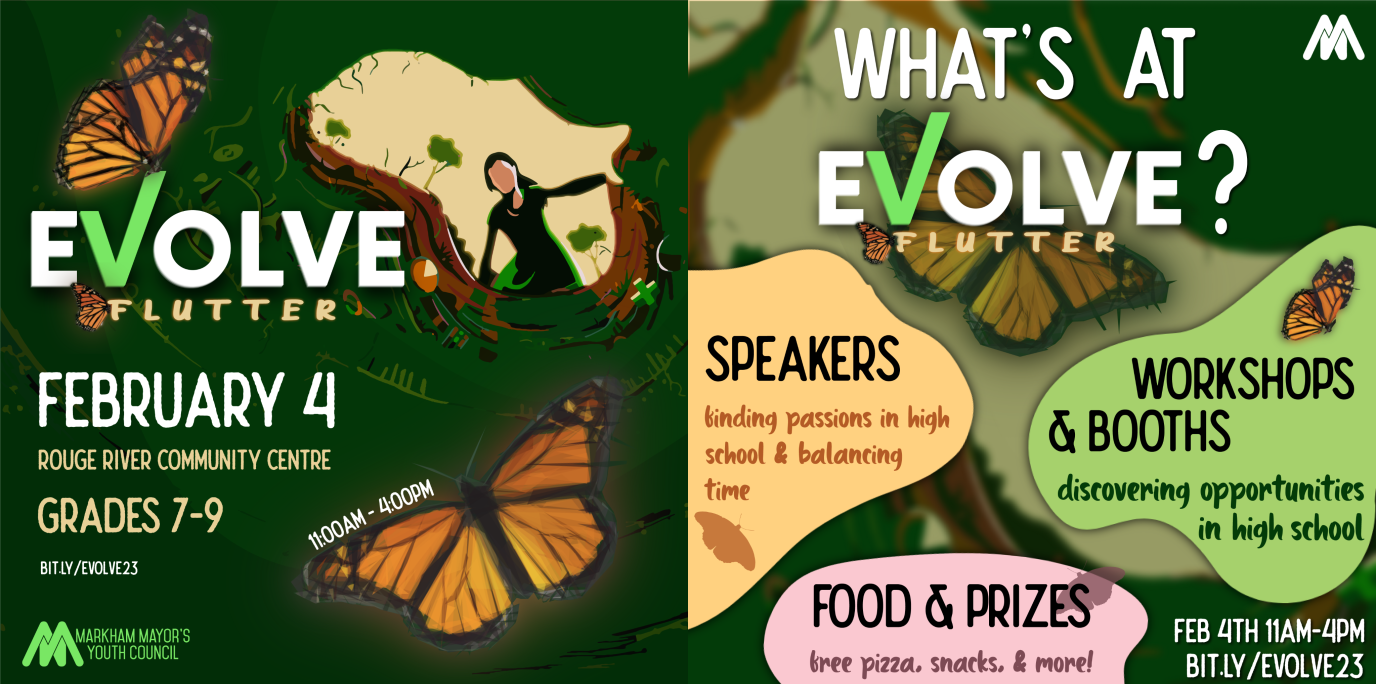 EVOLVE
FLUTTER
FEBRUARY 4
ROUGE RIVER COMMUNITY CENTRE
GRADES 7-9
11:00AM - 4:00PM
BIT.LY/EVOLVE23
MARKHAM MAYOR'S
YOUTH COUNCIL
WHAT'S AT
EVOLVE?
FLUTTER
SPEAKERS
finding passions in high
school & balancing
time
WORKSHOPS
& BOOTHS
discovering opportunities
in high school
FOOD & PRIZES
free pizza, snacks, & more!
FEB 4TH 11AM-4PM
BIT.LY/EVOLVE23